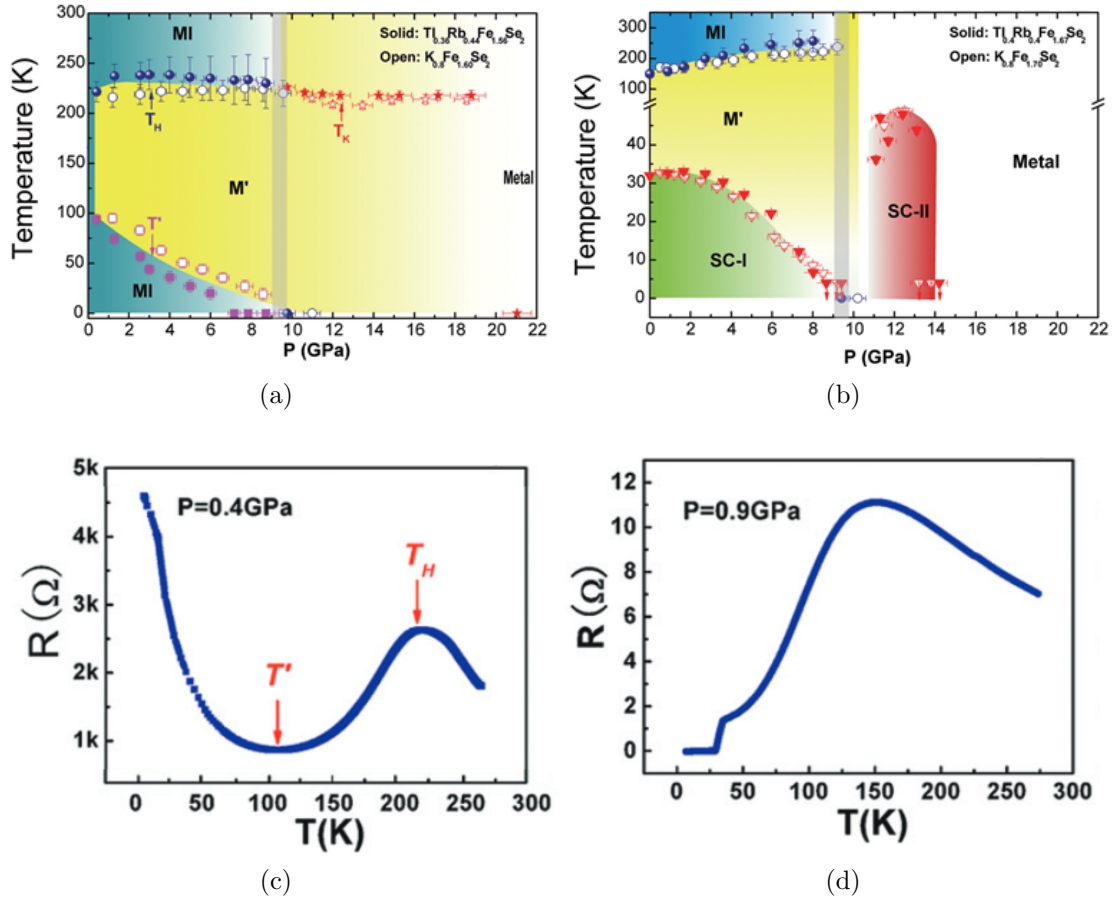 MI
Solid: Tl0.36Rb0.44Fe1.56Se2
Open: K0.8Fe1.60Se2
TH
TK
M'
Metal
T'
MI
Temperature (K)
300
250
200
150
100
50
0
0 2 4 6 8 10 12 14 16 18 20 22
P (GPa)
(a)
MI
Solid: Tl0.4Rb0.4Fe1.67Se2
Open: K0.8Fe1.70Se2
M'
Metal
SC-I
SC-II
Temperature (K)
350
300
200
100
40
30
20
10
0
0 2 4 6 8 10 12 14 22
P (GPa)
(b)
P=0.4GPa
TH
T'
R (Ω)
5k
4k
3k
2k
1k
0 50 100 150 200 250 300
T(K)
(c)
P=0.9GPa
R (Ω)
12
10
8
6
4
2
0
0 50 100 150 200 250 300
T(K)
(d)